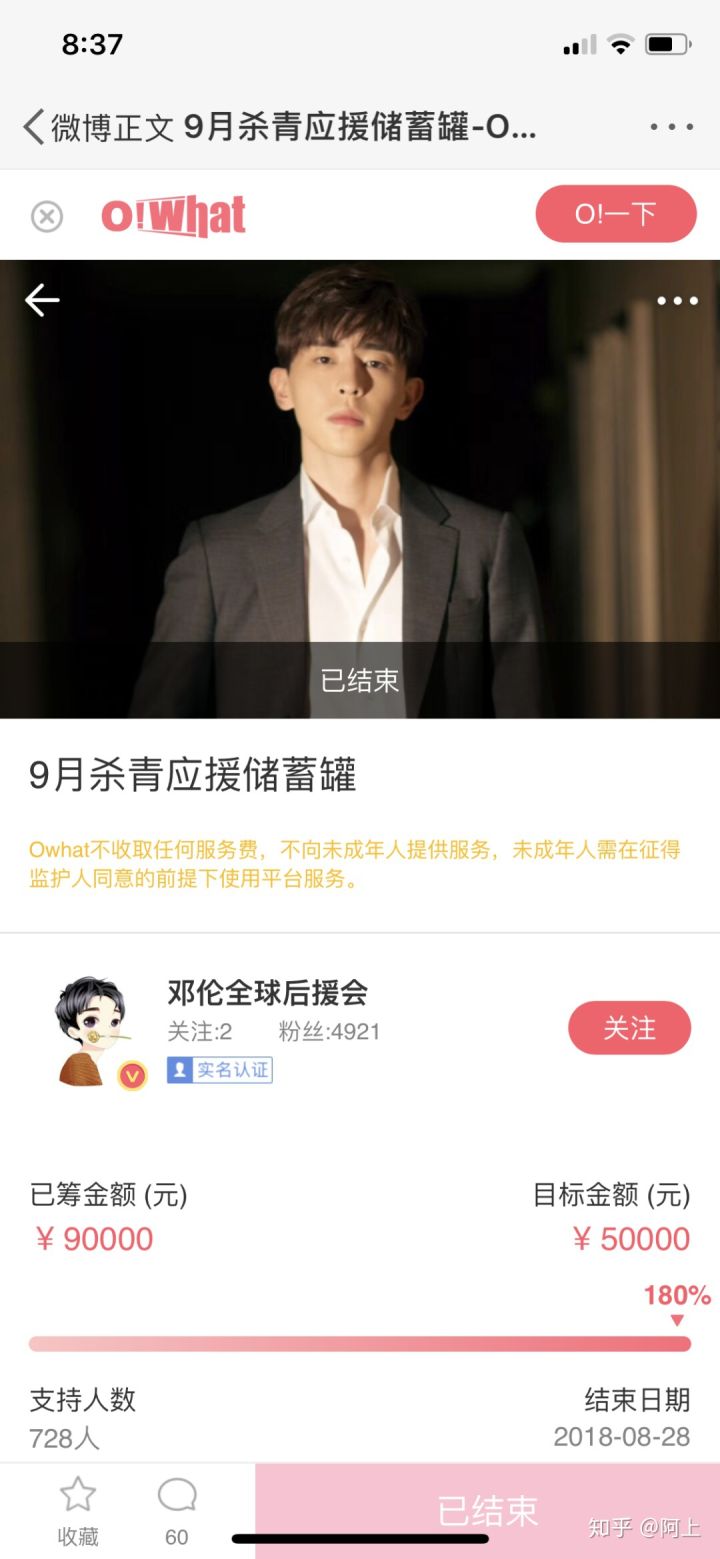 8:37
微博正文 9月杀青应援储蓄罐-O...
O!What
O!一下
已结束
9月杀青应援储蓄罐
Owhat不收取任何服务费，不向未成年人提供服务，未成年人需在征得
监护人同意的前提下使用平台服务。
邓伦全球后援会
关注:2 粉丝:4921
关注
V
实名认证
已筹金额 (元) 目标金额 (元)
¥ 90000 ¥ 50000
180%
支持人数 结束日期
728人 2018-08-28
收藏 60
已结束
知乎 @阿上